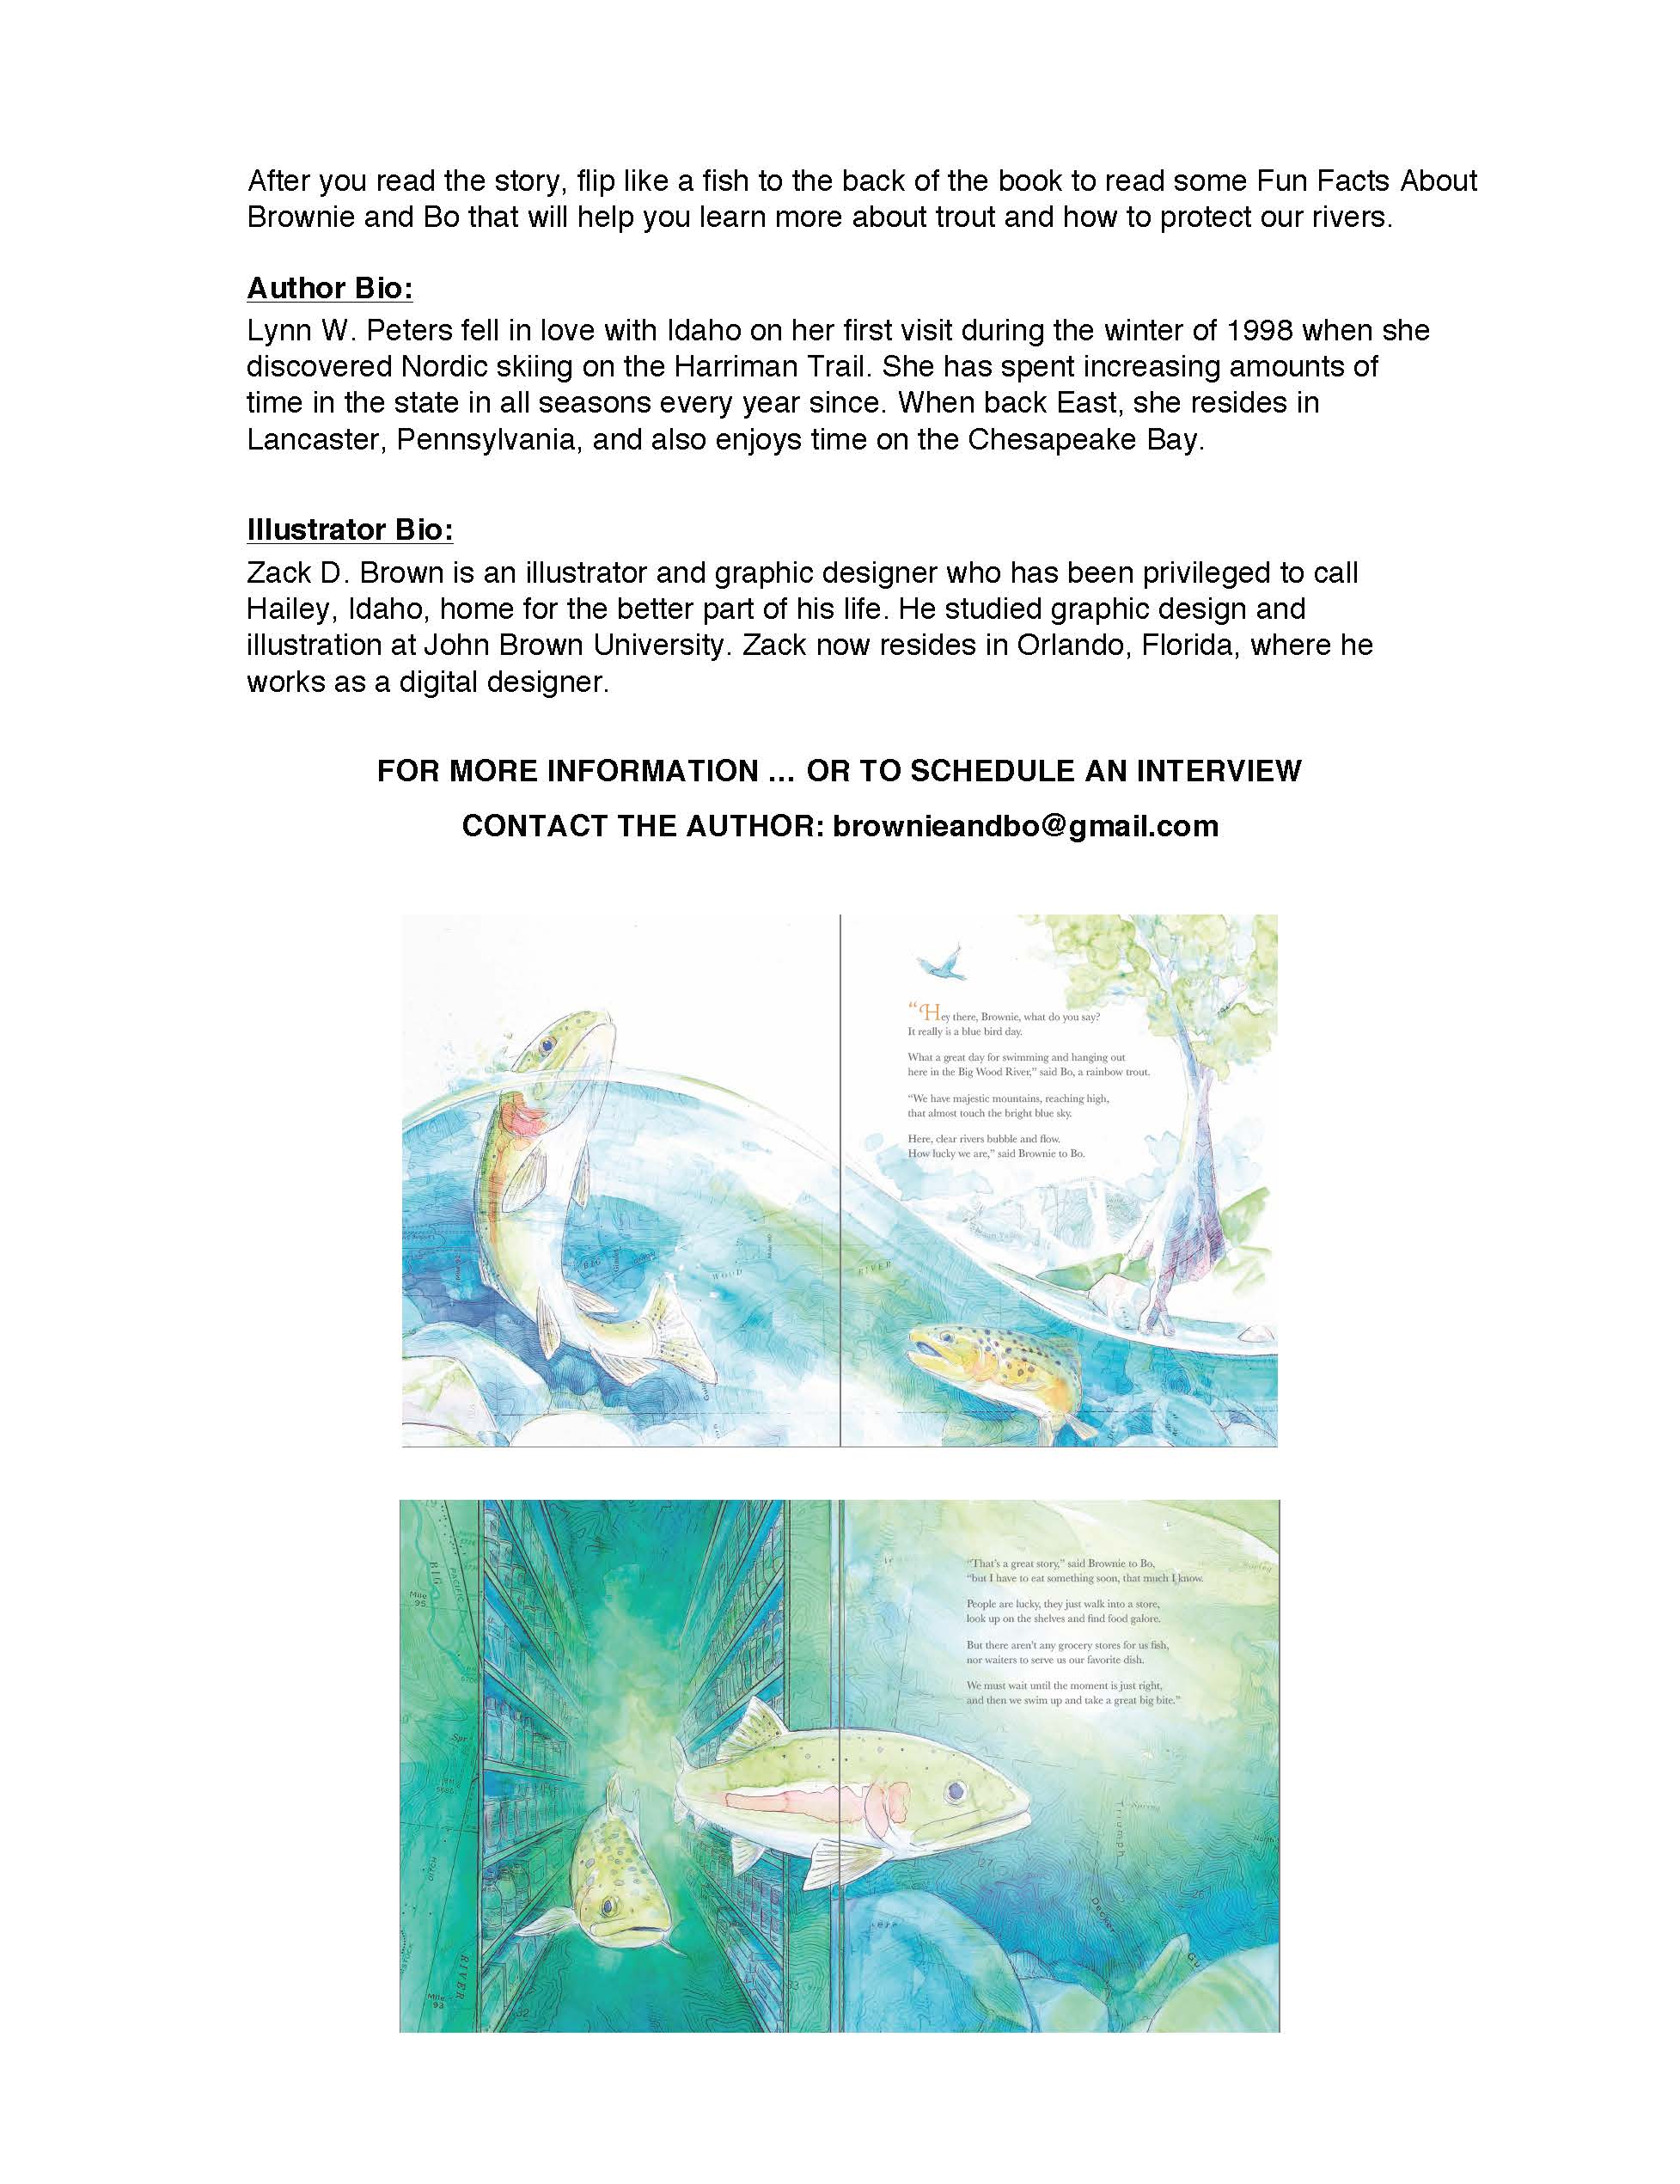 After you read the story, flip like a fish to the back of the book to read some Fun Facts About
Brownie and Bo that will help you learn more about trout and how to protect our rivers.
Author Bio:
Lynn W. Peters fell in love with Idaho on her first visit during the winter of 1998 when she
discovered Nordic skiing on the Harriman Trail. She has spent increasing amounts of
time in the state in all seasons every year since. When back East, she resides in
Lancaster, Pennsylvania, and also enjoys time on the Chesapeake Bay.
Illustrator Bio:
Zack D. Brown is an illustrator and graphic designer who has been privileged to call
Hailey, Idaho, home for the better part of his life. He studied graphic design and
illustration at John Brown University. Zack now resides in Orlando, Florida, where he
works as a digital designer.
FOR MORE INFORMATION ... OR TO SCHEDULE AN INTERVIEW
CONTACT THE AUTHOR: brownieandbo@gmail.com
“Hey there, Brownie, what do you say?
It really is a blue bird day.
What a great day for swimming and hanging out
here in the Big Wood River,” said Bo, a rainbow trout.
“We have majestic mountains, reaching high,
that almost touch the bright blue sky.
Here, clear rivers bubble and flow.
How lucky we are,” said Brownie to Bo.
BIG
WOOD
RIVER
“That’s a great story,” said Brownie to Bo,
“but I have to eat something soon, that much I know.
People are lucky, they just walk into a store,
look up on the shelves and find food galore.
But there aren’t any grocery stores for us fish,
nor waiters to serve us our favorite dish.
We must wait until the moment is just right,
and then we swim up and take a great big bite.”
BIG
PACIFIC
Mile
95
Spr
Triumph
Spring
27
26
Decker
Gu
RIVER
Mile
93
32
33